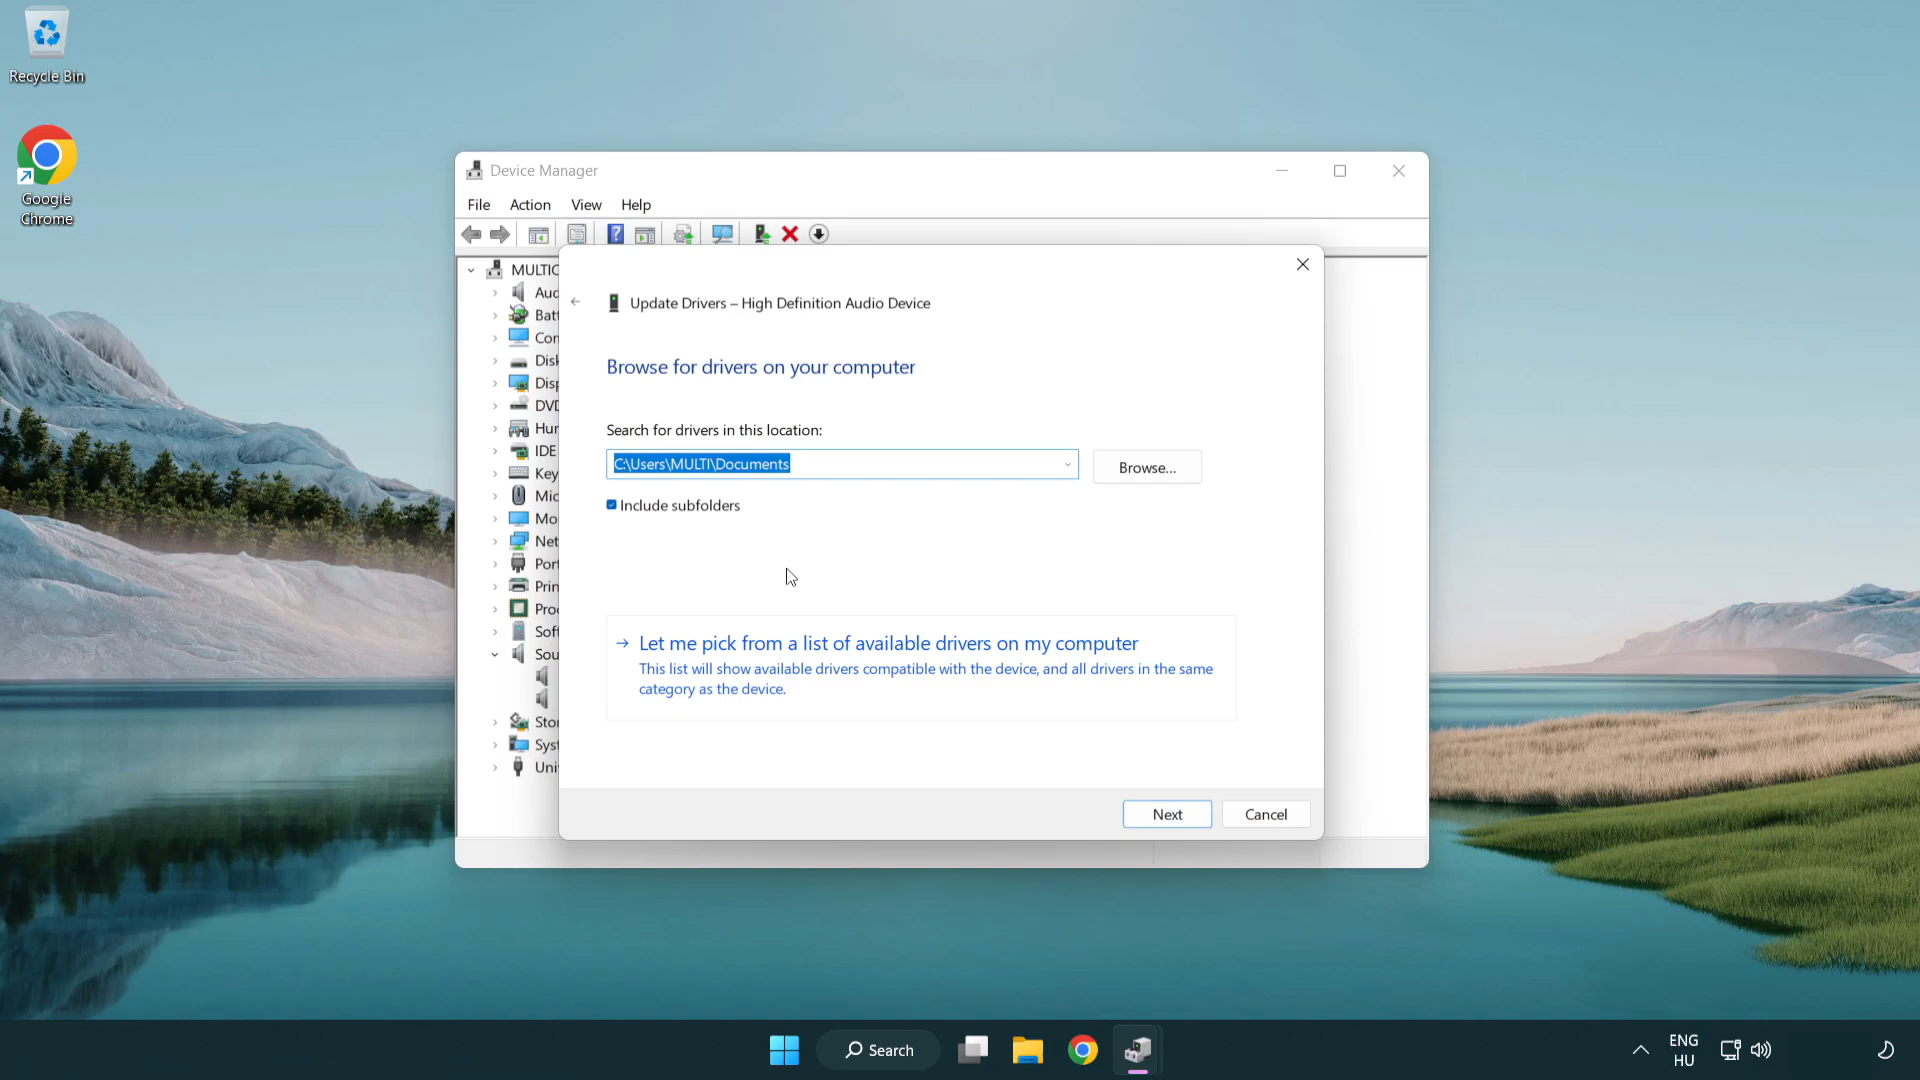 Recycle Bin
Google
Chrome
Device Manager
File Action View Help
MULTIC
Aud
Batt
Com
Disk
Disp
DVD
Hum
IDE
Key
Mic
Mo
Net
Port
Prin
Proc
Soft
Sou
Stor
Syst
Uni
Update Drivers – High Definition Audio Device
Browse for drivers on your computer
Search for drivers in this location:
C:\Users\MULTI\Documents
Browse...
Include subfolders
Let me pick from a list of available drivers on my computer
This list will show available drivers compatible with the device, and all drivers in the same
category as the device.
Next
Cancel
Search
ENG
HU